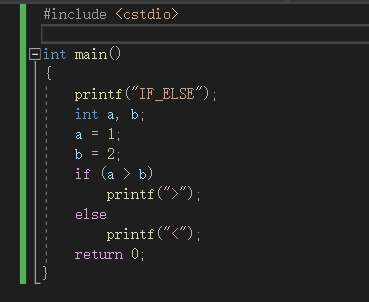 #include <cstdio>
int main()
{
printf("IF_ELSE");
int a, b;
a = 1;
b = 2;
if (a > b)
printf(">");
else
printf("<");
return 0;
}